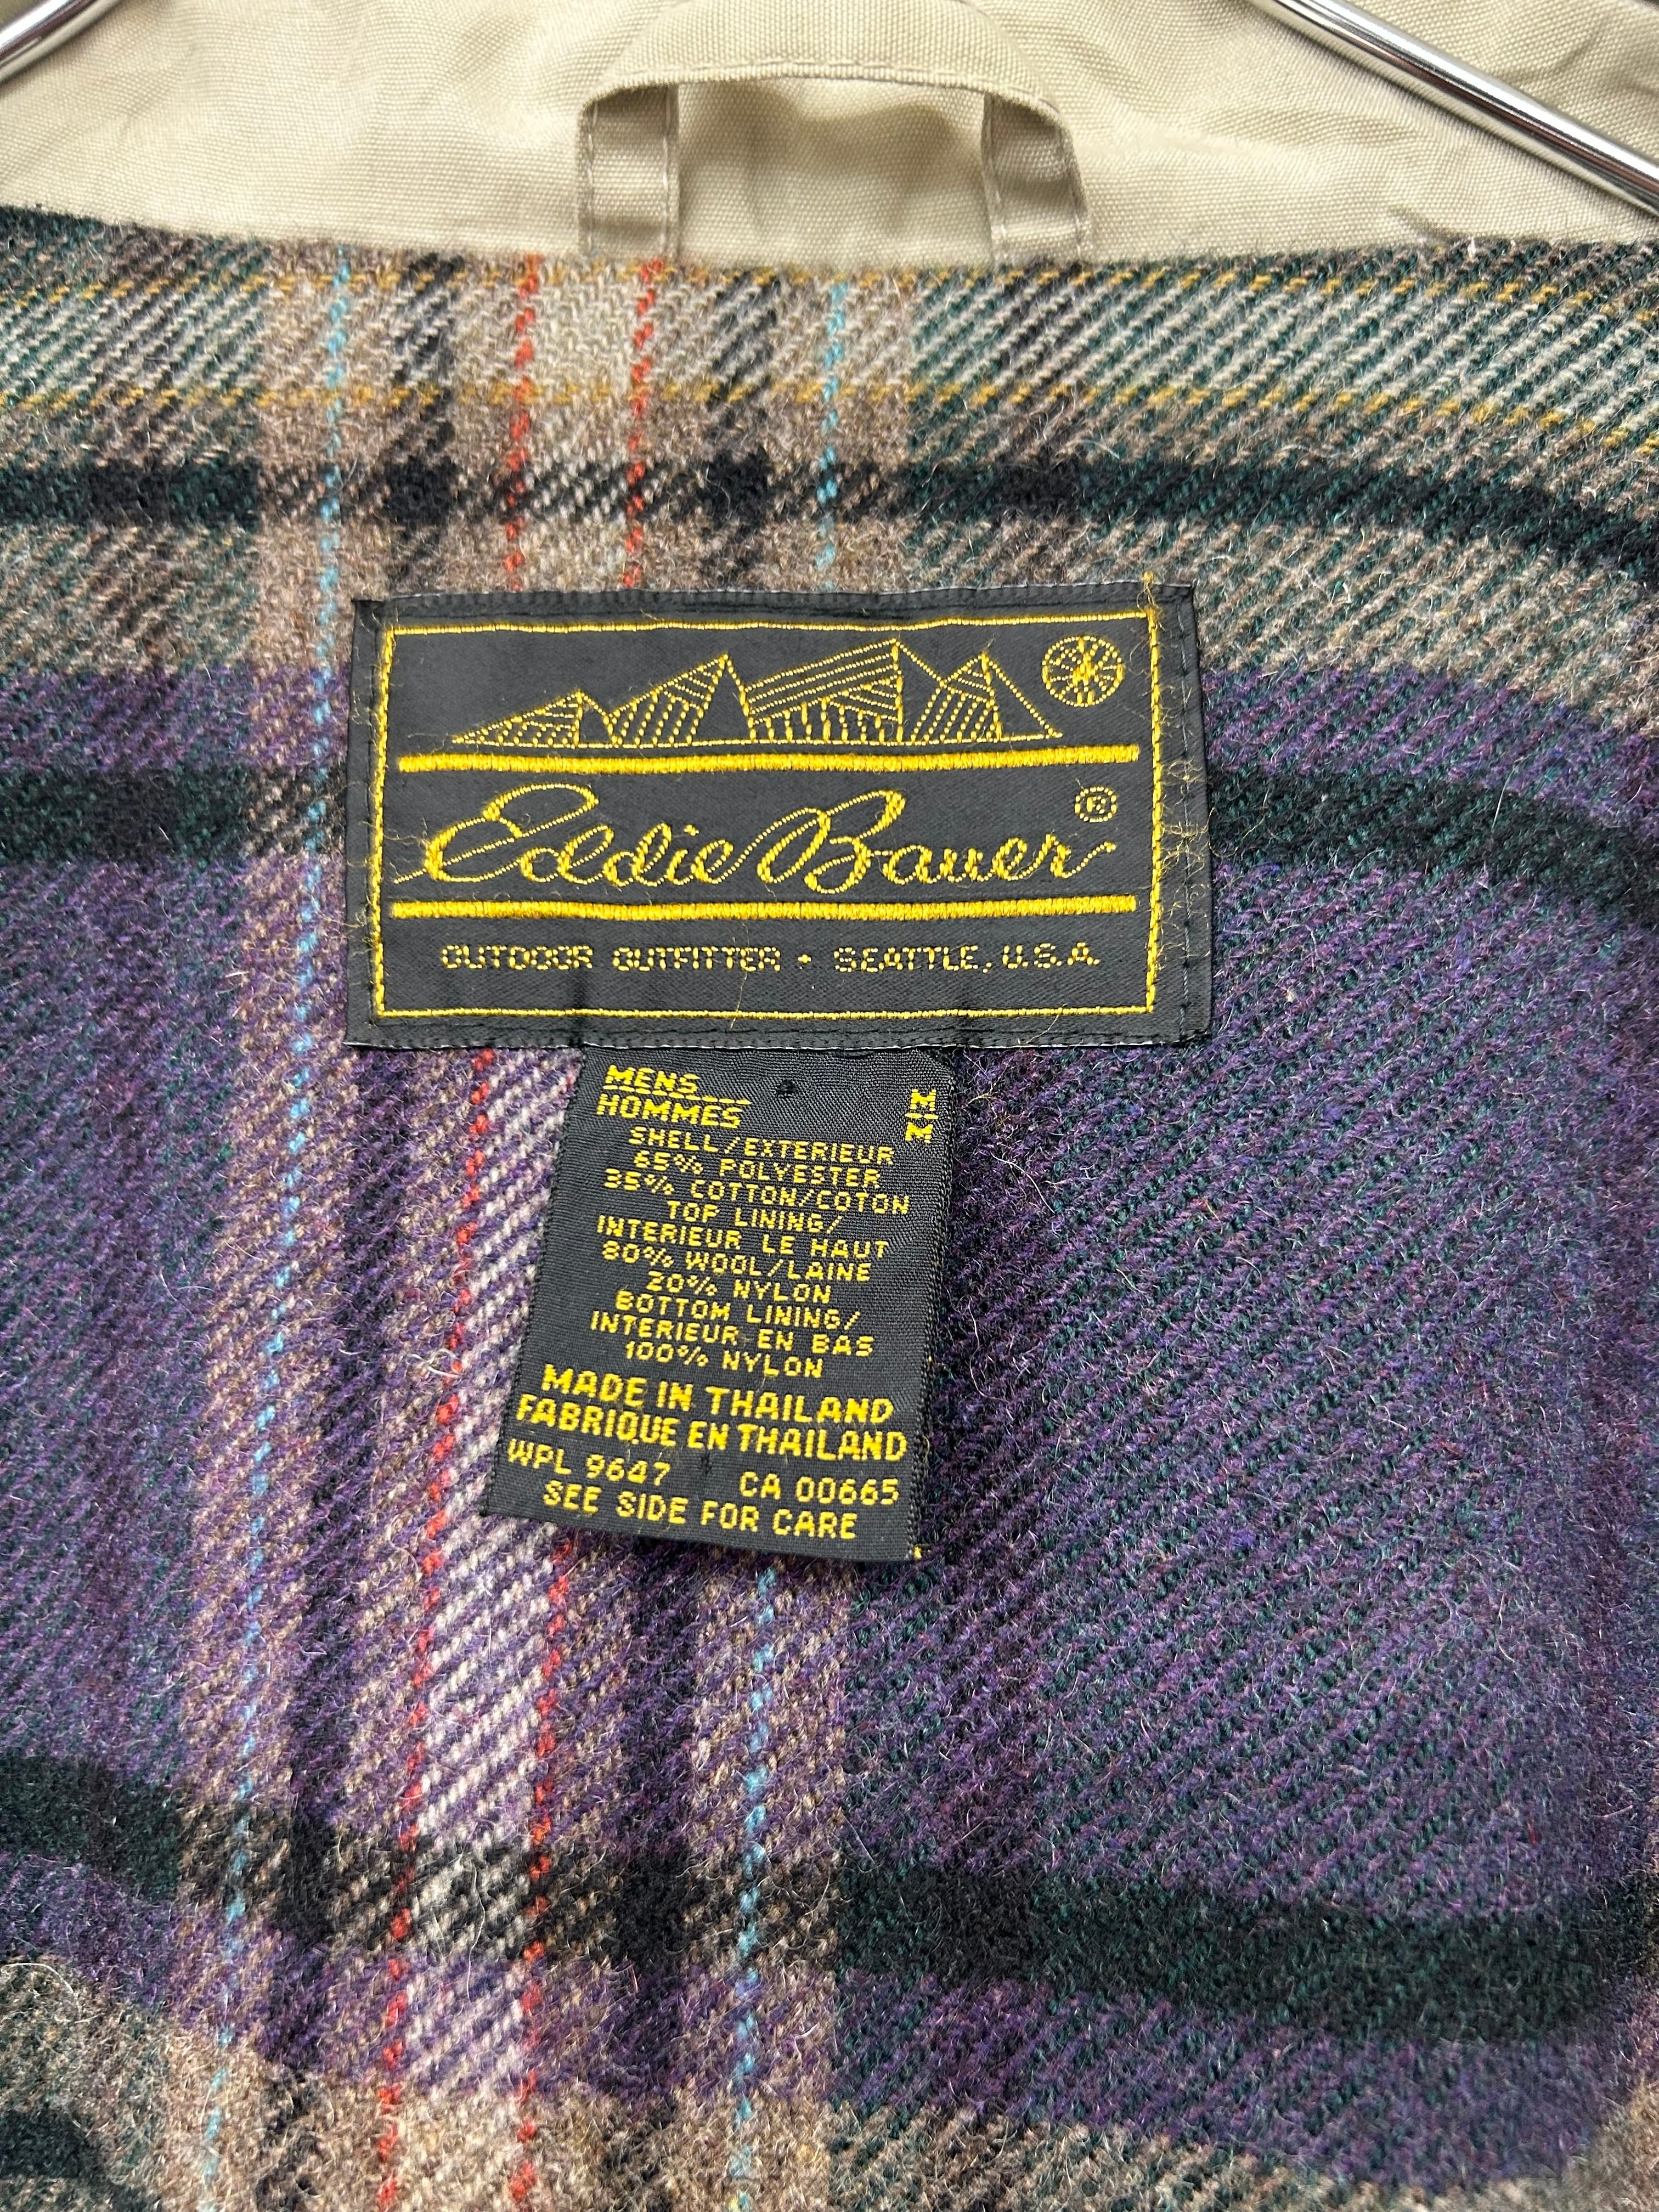 Eddie Bauer ®
OUTDOOR OUTFITTER • SEATTLE, U.S.A.
MENS M-M
HOMMES
SHELL/EXTERIEUR
65% POLYESTER
35% COTTON/COTON
TOP LINING/
INTERIEUR LE HAUT
80% WOOL/LAINE
20% NYLON
BOTTOM LINING/
INTERIEUR EN BAS
100% NYLON
MADE IN THAILAND
FABRIQUE EN THAILAND
WPL 9647 CA 00665
SEE SIDE FOR CARE